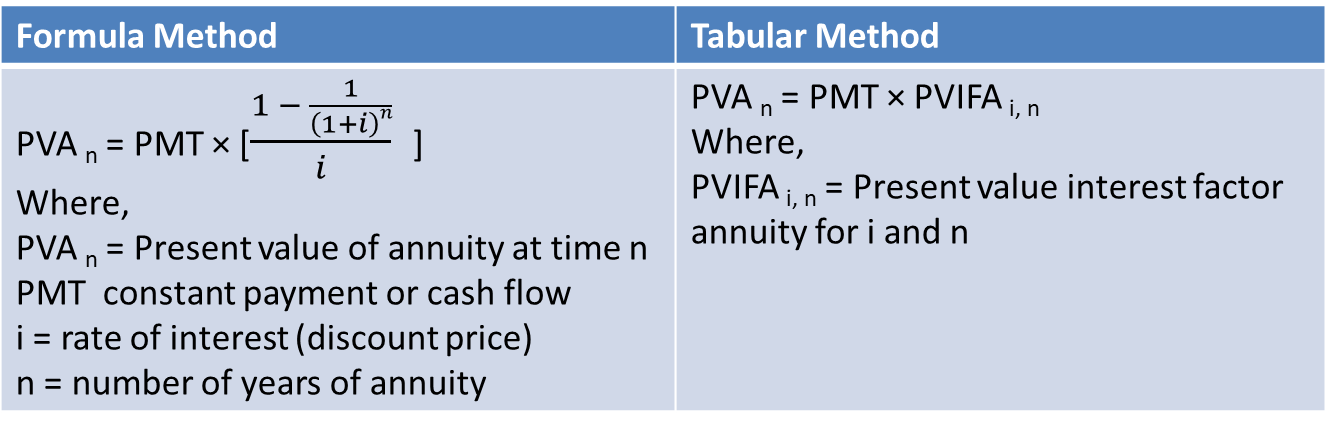 Formula Method
PVA n = PMT × [ (1 − 1/(1+i)^n) / i ]
Where,
PVA n = Present value of annuity at time n
PMT constant payment or cash flow
i = rate of interest (discount price)
n = number of years of annuity
Tabular Method
PVA n = PMT × PVIFA i, n
Where,
PVIFA i, n = Present value interest factor
annuity for i and n